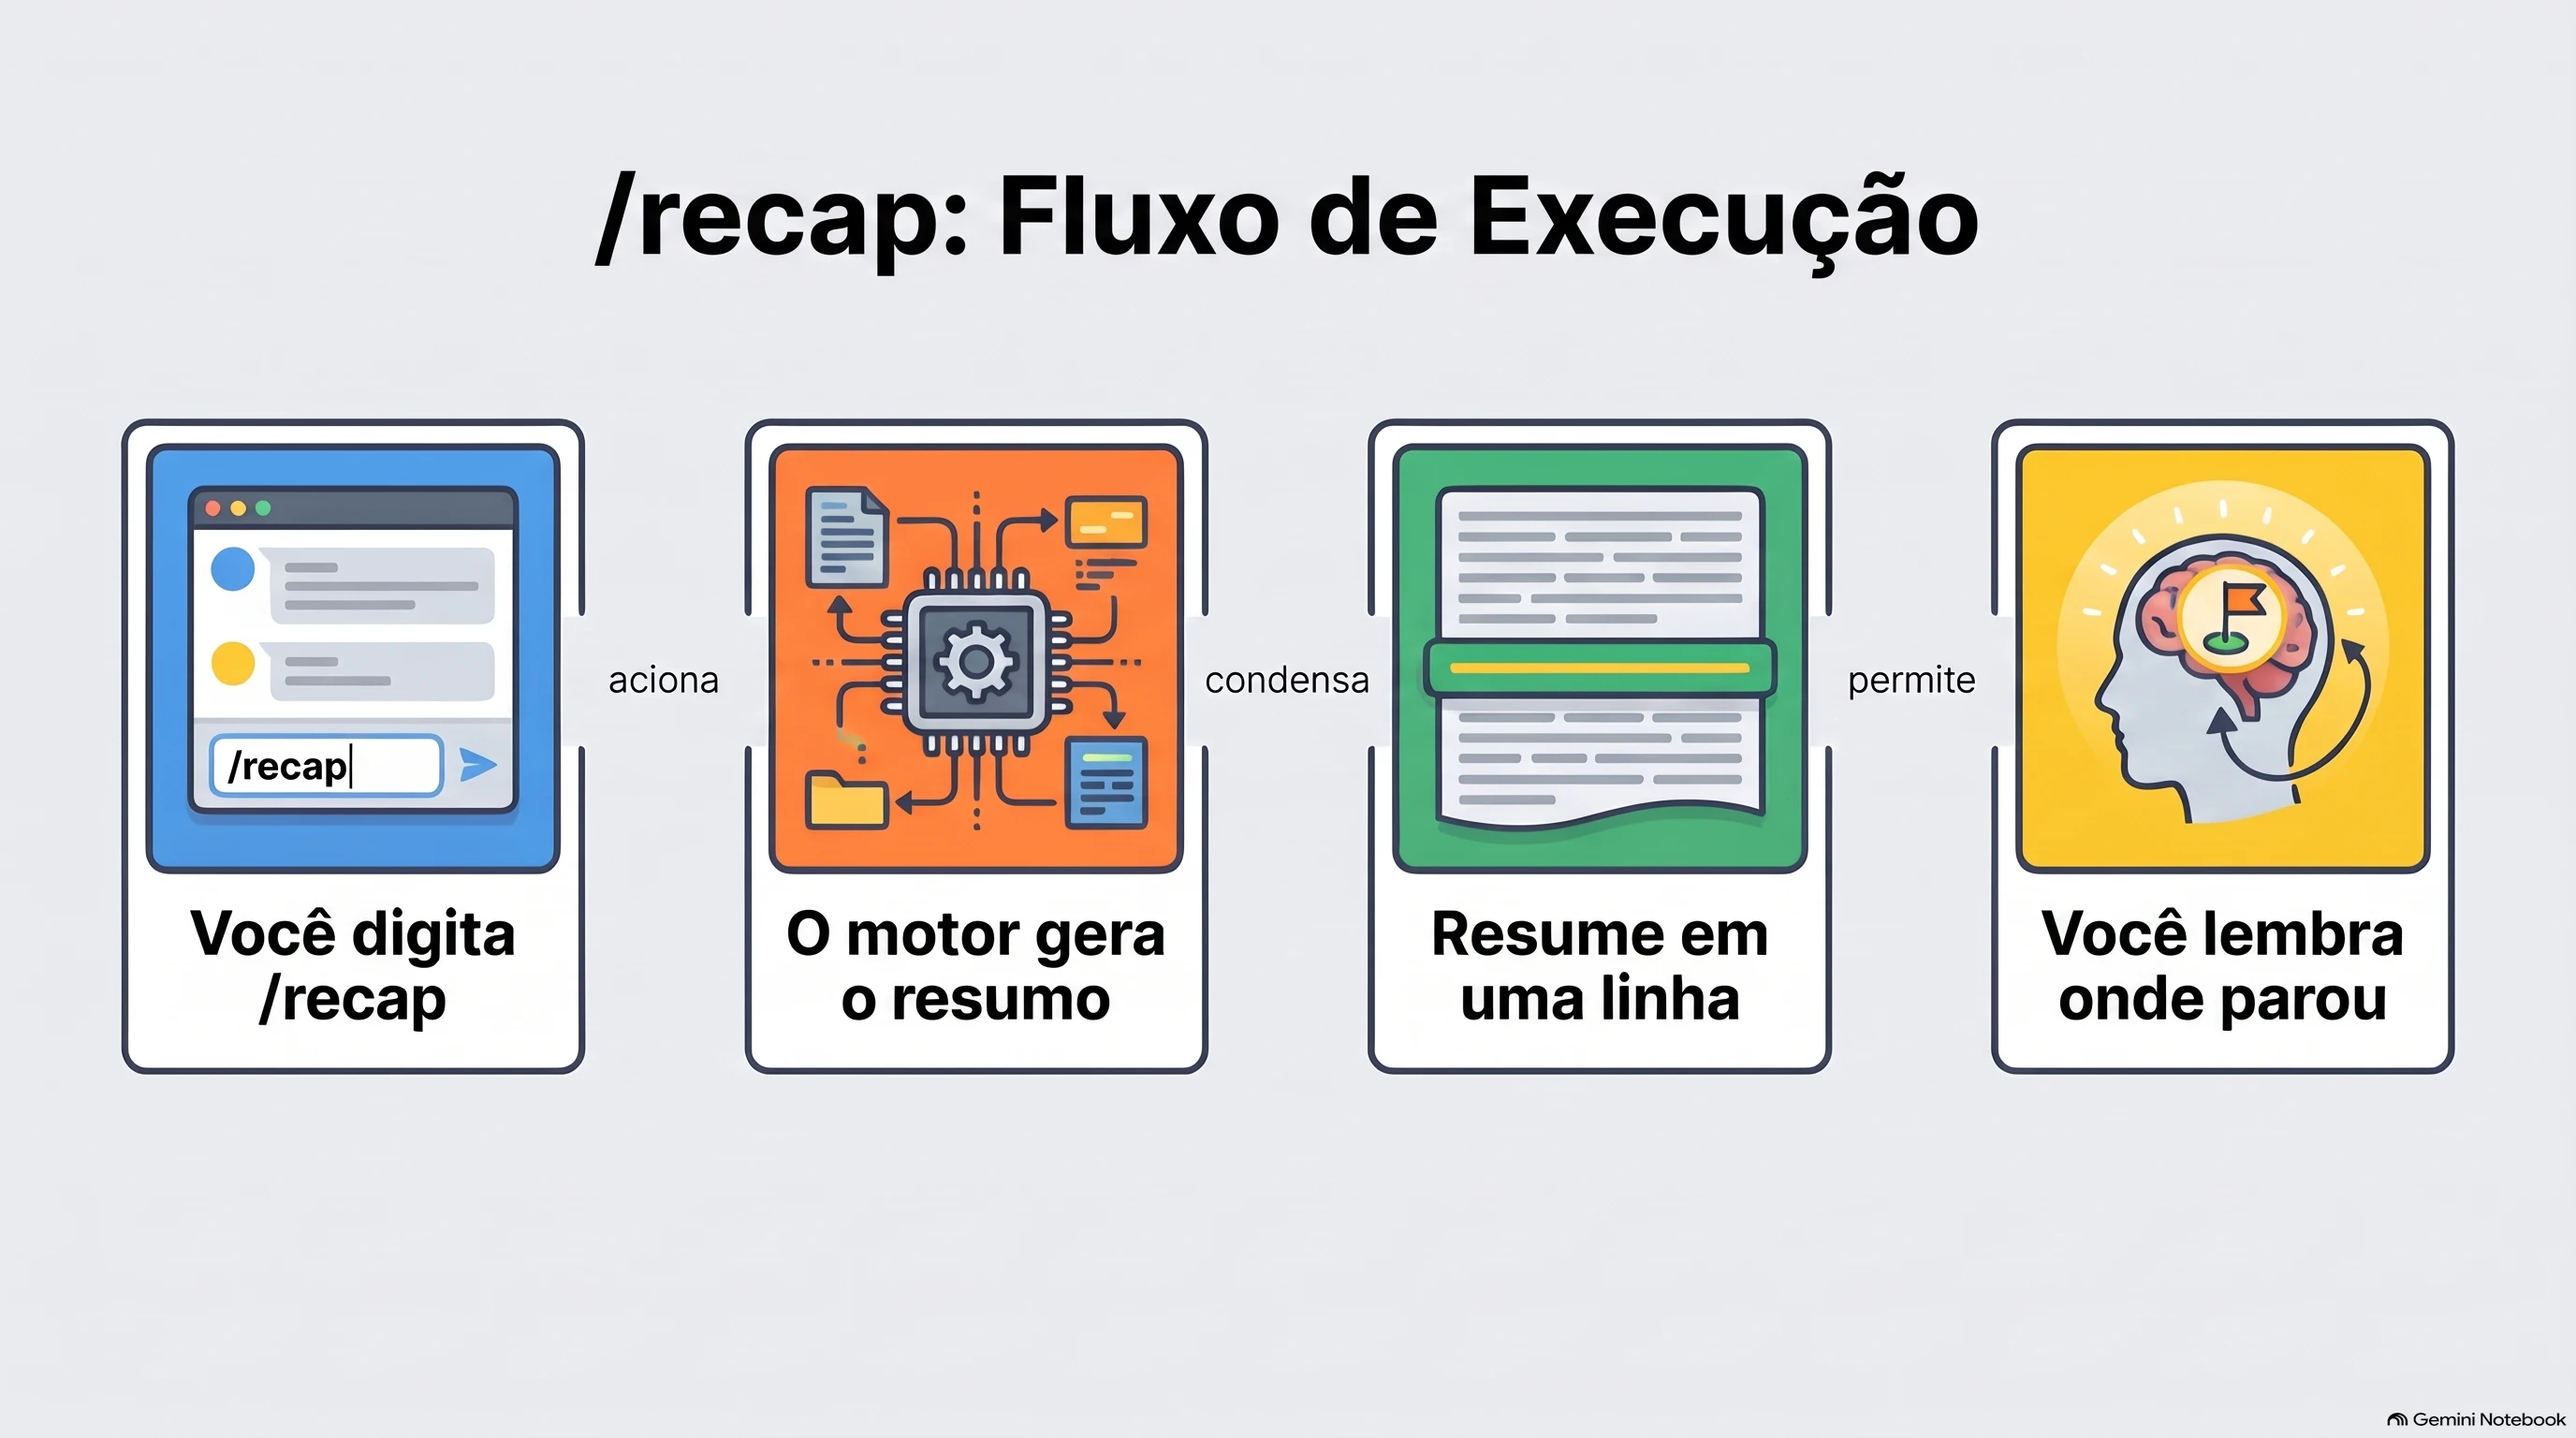 /recap: Fluxo de Execução
/recap
aciona
condensa
permite
Você digita
/recap
O motor gera
o resumo
Resume em
uma linha
Você lembra
onde parou
Gemini Notebook